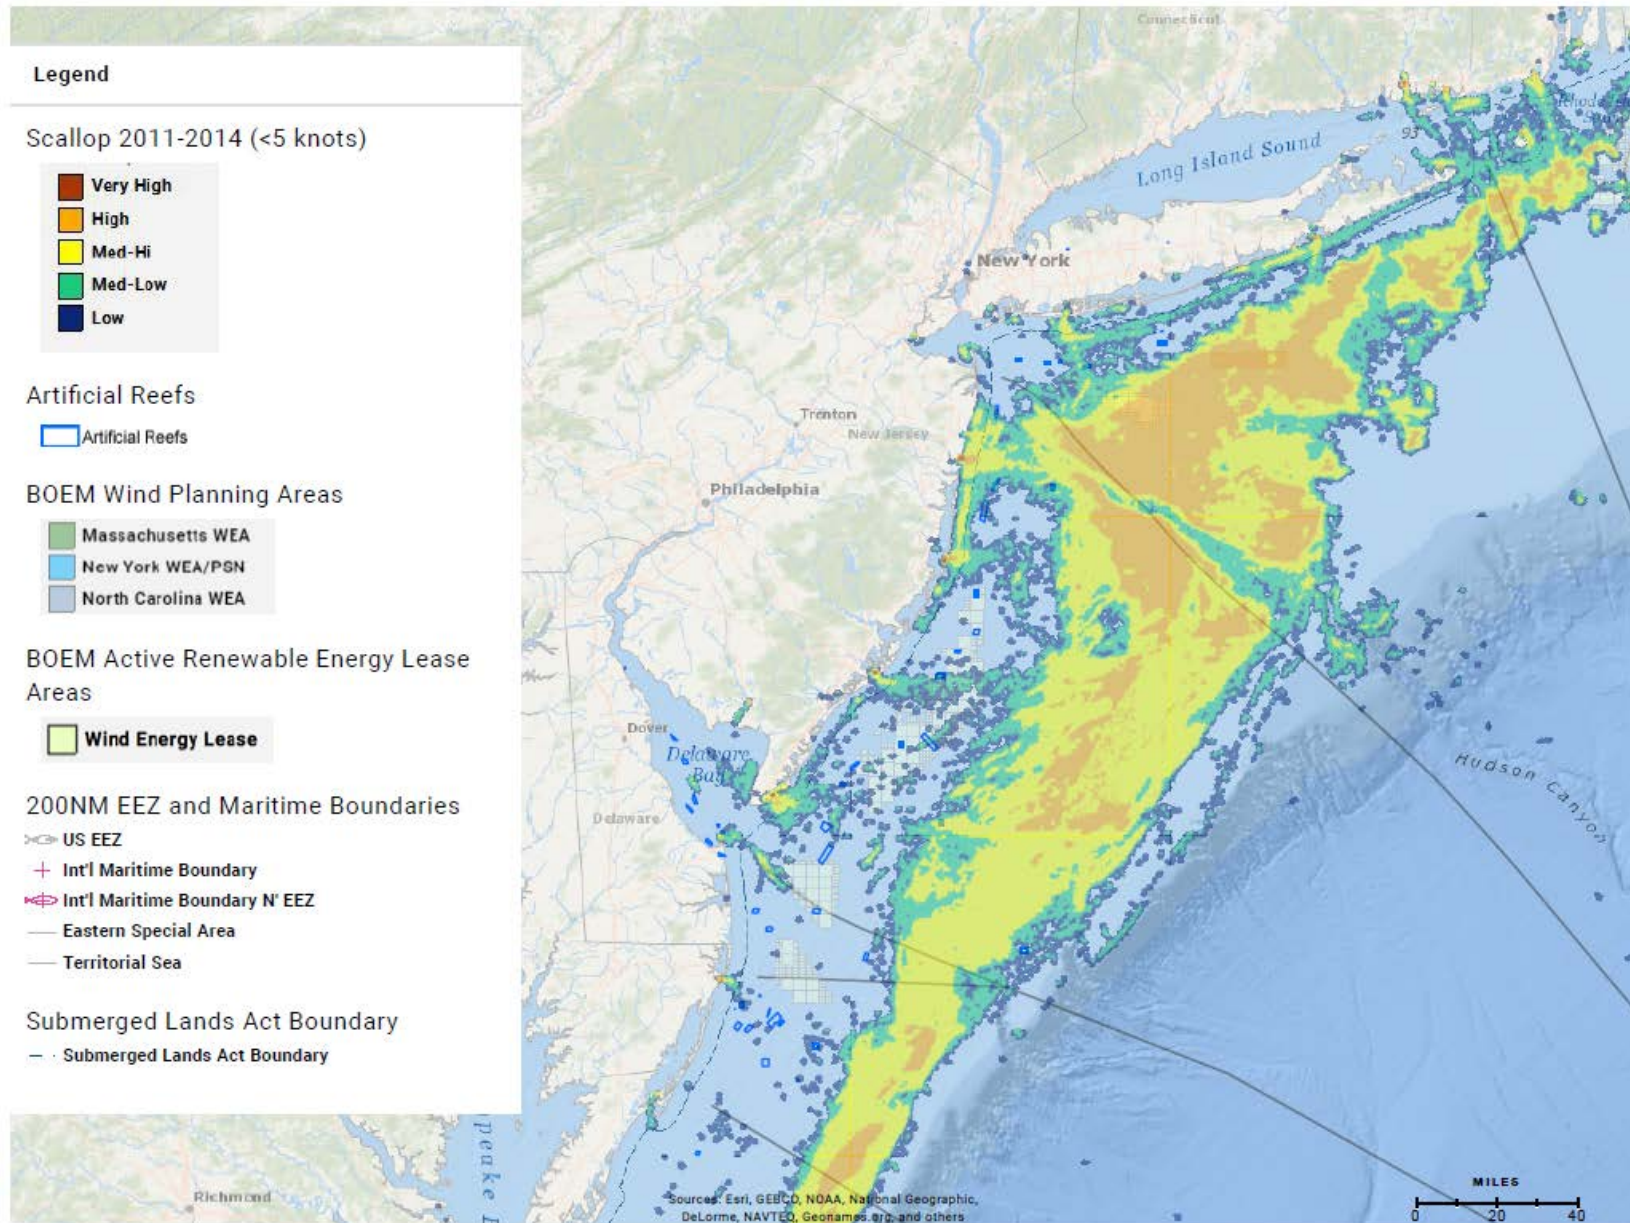 Legend
Scallop 2011-2014 (<5 knots)
Very High
High
Med-Hi
Med-Low
Low
Artificial Reefs
Artificial Reefs
BOEM Wind Planning Areas
Massachusetts WEA
New York WEA/PSN
North Carolina WEA
BOEM Active Renewable Energy Lease
Areas
Wind Energy Lease
200NM EEZ and Maritime Boundaries
US EEZ
Int'l Maritime Boundary
Int'l Maritime Boundary N' EEZ
Eastern Special Area
Territorial Sea
Submerged Lands Act Boundary
Submerged Lands Act Boundary
Connecticut
Long Island Sound
93
New York
Trenton
New Jersey
Philadelphia
Dover
Delaware
Bay
Delaware
Hudson Canyon
Richmond
Sources: Esri, GEBCO, NOAA, National Geographic,
DeLorme, NAVTEQ, Geonames.org, and others
MILES
0 20 40